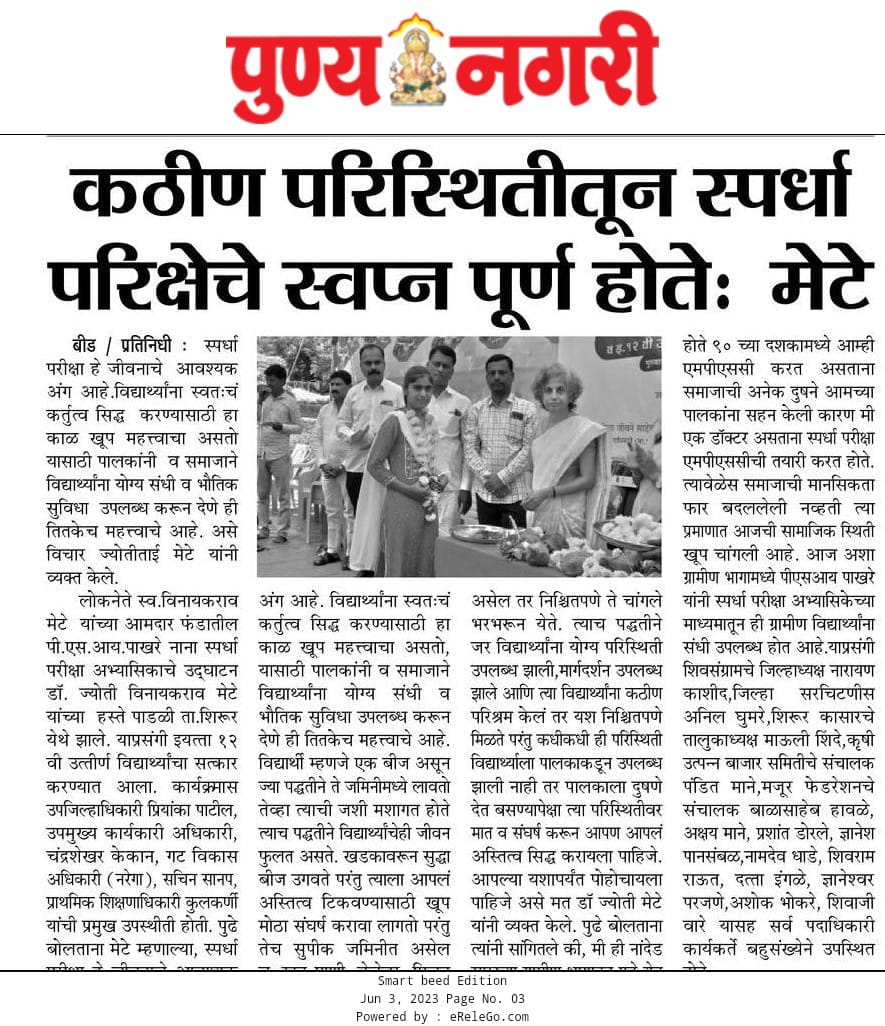 पुण्य नगरी
कठीण परिस्थितीतून स्पर्धा
परिक्षेचे स्वप्न पूर्ण होते: मेटे
बीड / प्रतिनिधी : स्पर्धा
परीक्षा हे जीवनाचे आवश्यक
अंग आहे.विद्यार्थ्यांना स्वतःचं
कर्तुत्व सिद्ध करण्यासाठी हा
काळ खूप महत्त्वाचा असतो
यासाठी पालकांनी व समाजाने
विद्यार्थ्यांना योग्य संधी व भौतिक
सुविधा उपलब्ध करून देणे ही
तितकेच महत्त्वाचे आहे. असे
विचार ज्योतीताई मेटे यांनी
व्यक्त केले.
लोकनेते स्व.विनायकराव
मेटे यांच्या आमदार फंडातील
पी.एस.आय.पाखरे नाना स्पर्धा
परीक्षा अभ्यासिकाचे उद्घाटन
डॉ. ज्योती विनायकराव मेटे
यांच्या हस्ते पाडळी ता.शिरूर
येथे झाले. याप्रसंगी इयत्ता १२
वी उत्तीर्ण विद्यार्थ्यांचा सत्कार
करण्यात आला. कार्यक्रमास
उपजिल्हाधिकारी प्रियांका पाटील,
उपमुख्य कार्यकारी अधिकारी,
चंद्रशेखर केकान, गट विकास
अधिकारी (नरेगा), सचिन सानप,
प्राथमिक शिक्षणाधिकारी कुलकर्णी
यांची प्रमुख उपस्थीती होती. पुढे
बोलताना मेटे म्हणाल्या, स्पर्धा
परीक्षा हे जीवनाचे आवश्यक
अंग आहे. विद्यार्थ्यांना स्वतःचं
कर्तुत्व सिद्ध करण्यासाठी हा
काळ खूप महत्त्वाचा असतो,
यासाठी पालकांनी व समाजाने
विद्यार्थ्यांना योग्य संधी व
भौतिक सुविधा उपलब्ध करून
देणे ही तितकेच महत्त्वाचे आहे.
विद्यार्थी म्हणजे एक बीज असून
ज्या पद्धतीने ते जमिनीमध्ये लावतो
तेव्हा त्याची जशी मशागत होते
त्याच पद्धतीने विद्यार्थ्यांचेही जीवन
फुलत असते. खडकावरून सुद्धा
बीज उगवते परंतु त्याला आपलं
अस्तित्व टिकवण्यासाठी खूप
मोठा संघर्ष करावा लागतो परंतु
तेच सुपीक जमिनीत असेल
असेल तर निश्चितपणे ते चांगले
भरभरून येते. त्याच पद्धतीने
जर विद्यार्थ्यांना योग्य परिस्थिती
उपलब्ध झाली,मार्गदर्शन उपलब्ध
झाले आणि त्या विद्यार्थ्यांना कठीण
परिश्रम केलं तर यश निश्चितपणे
मिळते परंतु कधीकधी ही परिस्थिती
विद्यार्थ्याला पालकाकडून उपलब्ध
झाली नाही तर पालकाला दुषणे
देत बसण्यापेक्षा त्या परिस्थितीवर
मात व संघर्ष करून आपण आपलं
अस्तित्व सिद्ध करायला पाहिजे.
आपल्या यशापर्यंत पोहोचायला
पाहिजे असे मत डॉ ज्योती मेटे
यांनी व्यक्त केले. पुढे बोलताना
त्यांनी सांगितले की, मी ही नांदेड
होते ९० च्या दशकामध्ये आम्ही
एमपीएससी करत असताना
समाजाची अनेक दुषने आमच्या
पालकांना सहन केली कारण मी
एक डॉक्टर असताना स्पर्धा परीक्षा
एमपीएससीची तयारी करत होते.
त्यावेळेस समाजाची मानसिकता
फार बदललेली नव्हती त्या
प्रमाणात आजची सामाजिक स्थिती
खूप चांगली आहे. आज अशा
ग्रामीण भागामध्ये पीएसआय पाखरे
यांनी स्पर्धा परीक्षा अभ्यासिकेच्या
माध्यमातून ही ग्रामीण विद्यार्थ्यांना
संधी उपलब्ध होत आहे.याप्रसंगी
शिवसंग्रामचे जिल्हाध्यक्ष नारायण
काशीद,जिल्हा सरचिटणीस
अनिल घुमरे,शिरूर कासारचे
तालुकाध्यक्ष माऊली शिंदे,कृषी
उत्पन्न बाजार समितीचे संचालक
पंडित माने,मजूर फेडरेशनचे
संचालक बाळासाहेब हावळे,
अक्षय माने, प्रशांत डोरले, ज्ञानेश
पानसंबळ,नामदेव धाडे, शिवराम
राऊत, दत्ता इंगळे, ज्ञानेश्वर
परजणे,अशोक भोकरे, शिवाजी
वारे यासह सर्व पदाधिकारी
कार्यकर्ते बहुसंख्येने उपस्थित
होते
Smart beed Edition
Jun 3, 2023 Page No. 03
Powered by : eReleGo.com